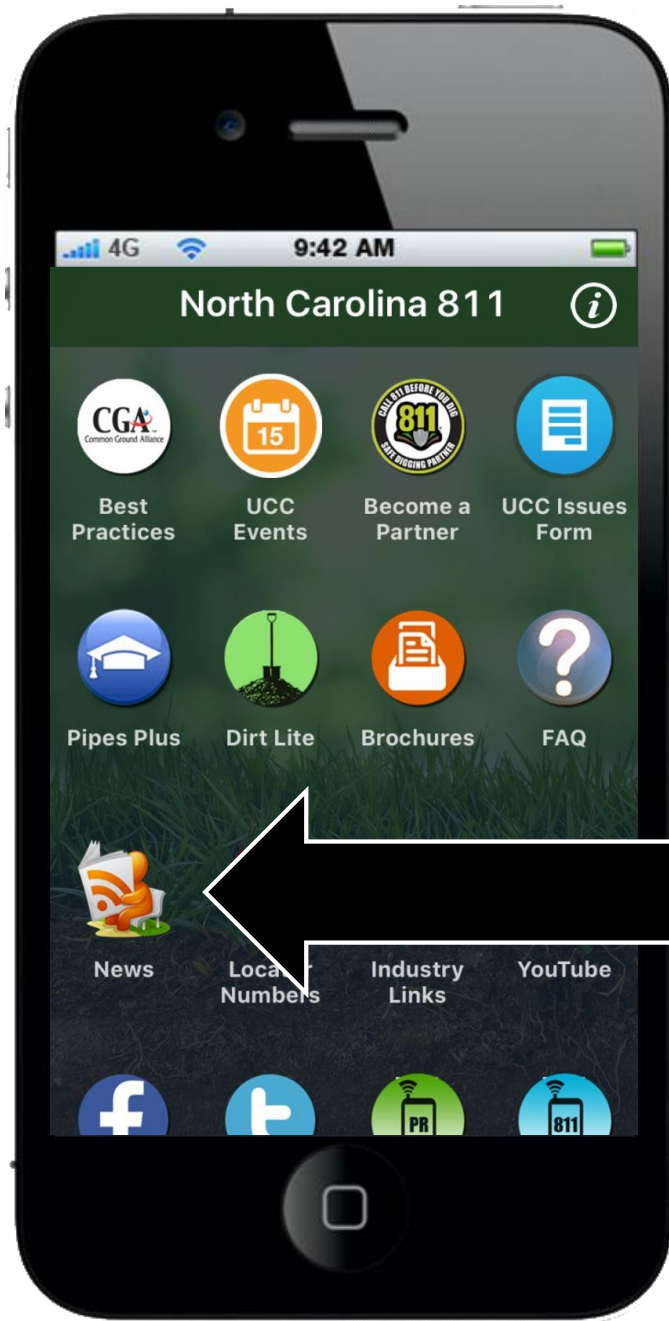 4G 9:42 AM
North Carolina 811
CGA
Common Ground Alliance
15
CALL 811 BEFORE YOU DIG
811
SAFE DIGGING PARTNER
Best
Practices
UCC
Events
Become a
Partner
UCC Issues
Form
Pipes Plus
Dirt Lite
Brochures
FAQ
News
Locator
Numbers
Industry
Links
YouTube
PR
811